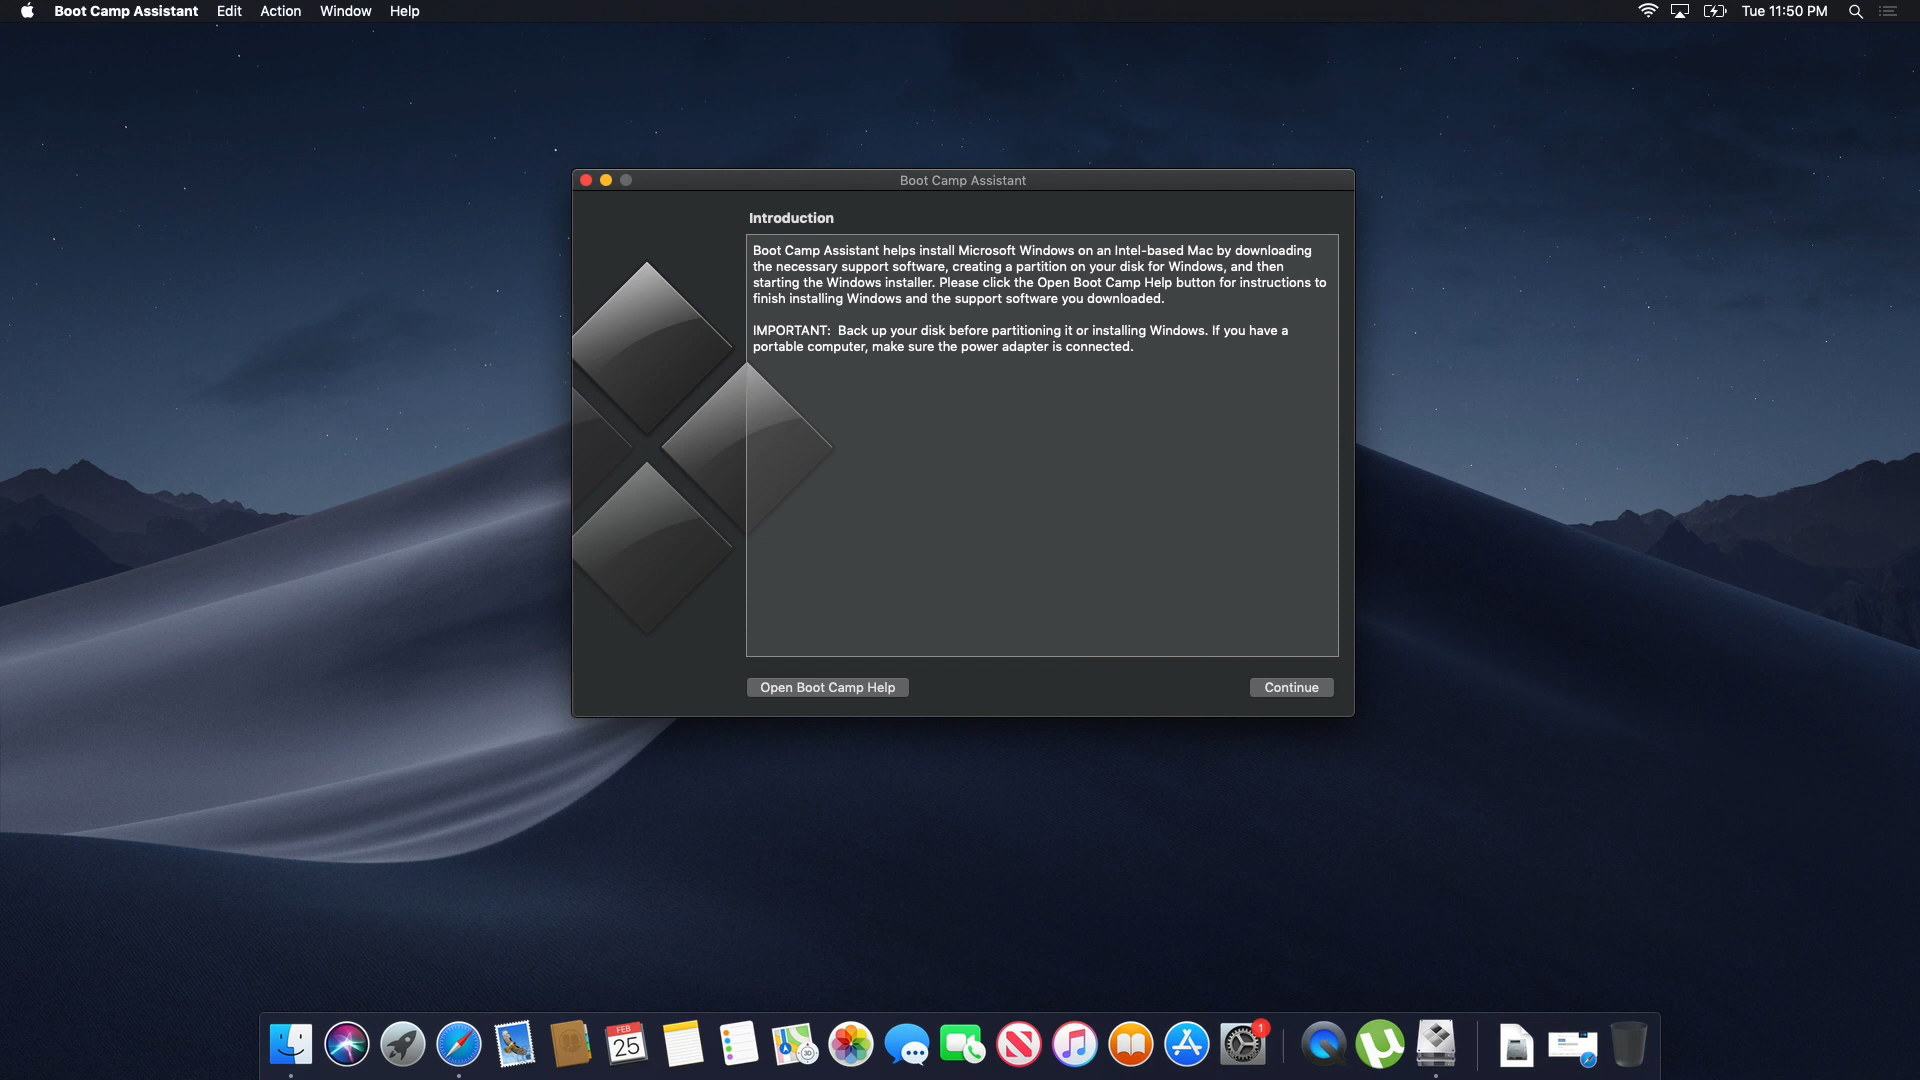 Boot Camp Assistant Edit Action Window Help Tue 11:50 PM
Boot Camp Assistant
Introduction
Boot Camp Assistant helps install Microsoft Windows on an Intel-based Mac by downloading
the necessary support software, creating a partition on your disk for Windows, and then
starting the Windows installer. Please click the Open Boot Camp Help button for instructions to
finish installing Windows and the support software you downloaded.
IMPORTANT:  Back up your disk before partitioning it or installing Windows. If you have a
portable computer, make sure the power adapter is connected.
Open Boot Camp Help Continue
FEB
25
3D
1